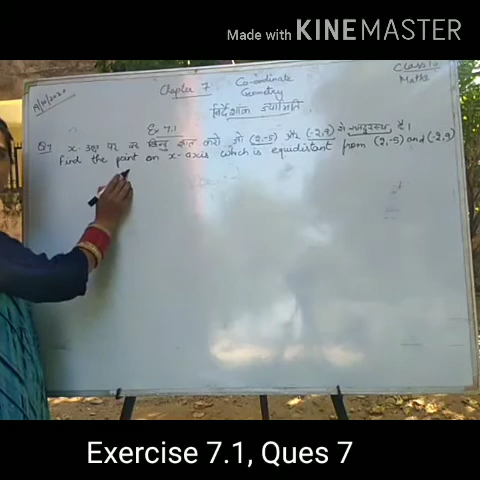 Made with KINEMASTER
Class 10
Maths
Chapter 7 Co-ordinate Geometry
निर्देशांक ज्यामिति
Ex 7.1
Q7 x-अक्ष पर वह बिन्दु ज्ञात करो जो (2,-5) और (-2,9) से समदूरस्थ है।
Find the point on x-axis which is equidistant from (2,-5) and (-2,9)
Exercise 7.1, Ques 7